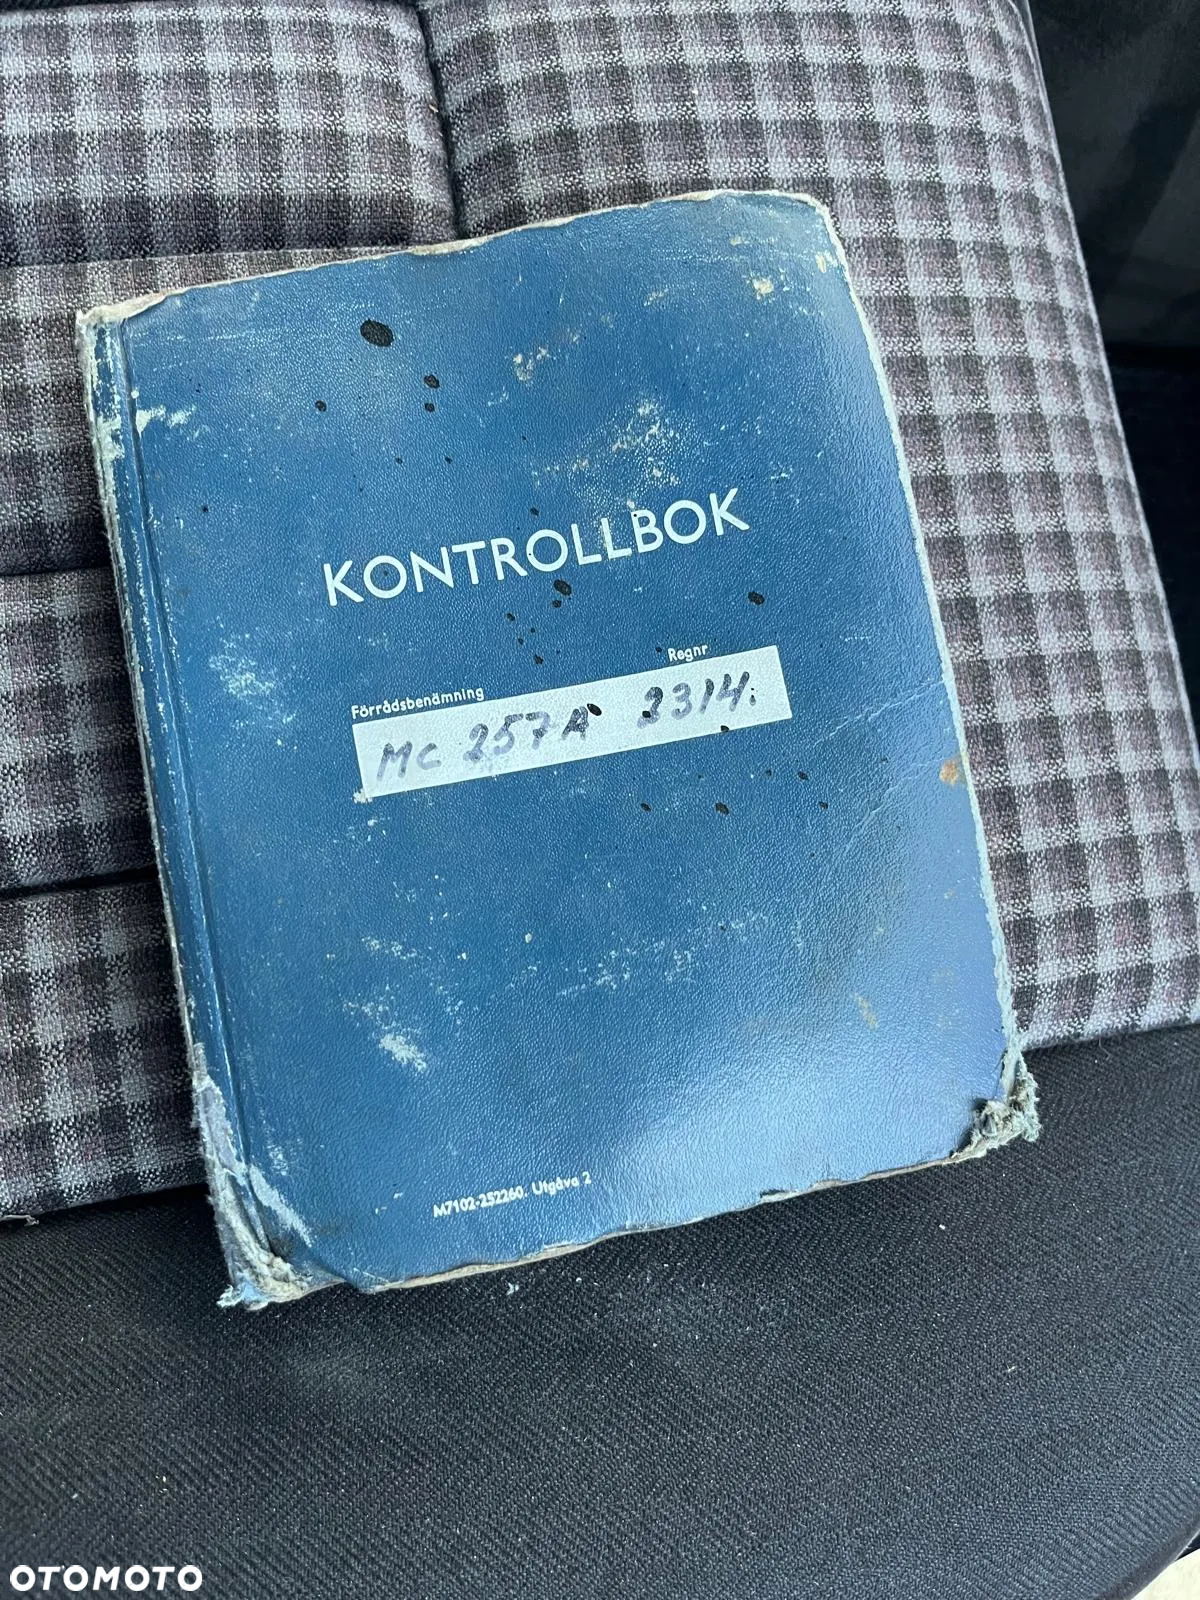 KONTROLLBOK
Förrådsbenämning Regnr
MC 257A 2314.
M7102-252260. Utgåva 2
OTOMOTO